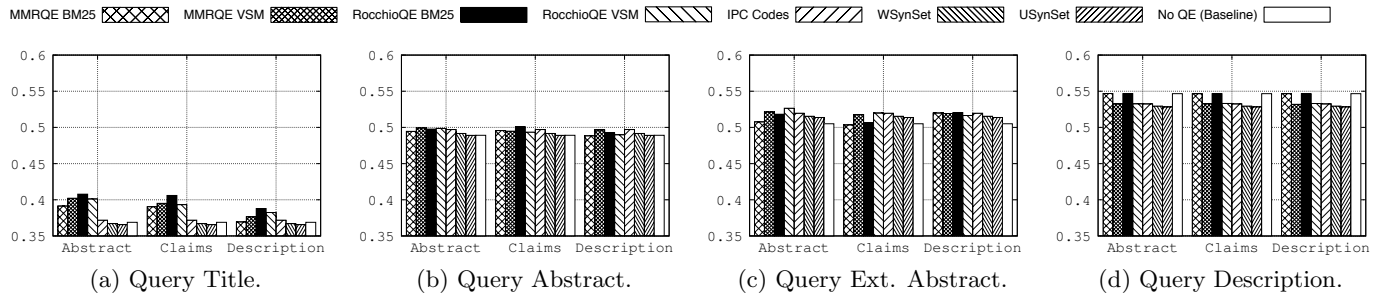 MMRQE BM25 MMRQE VSM RocchioQE BM25 RocchioQE VSM IPC Codes WSynSet USynSet No QE (Baseline)
0.6
0.55
0.5
0.45
0.4
0.35
Abstract Claims Description
(a) Query Title.
0.6
0.55
0.5
0.45
0.4
0.35
Abstract Claims Description
(b) Query Abstract.
0.6
0.55
0.5
0.45
0.4
0.35
Abstract Claims Description
(c) Query Ext. Abstract.
0.6
0.55
0.5
0.45
0.4
0.35
Abstract Claims Description
(d) Query Description.